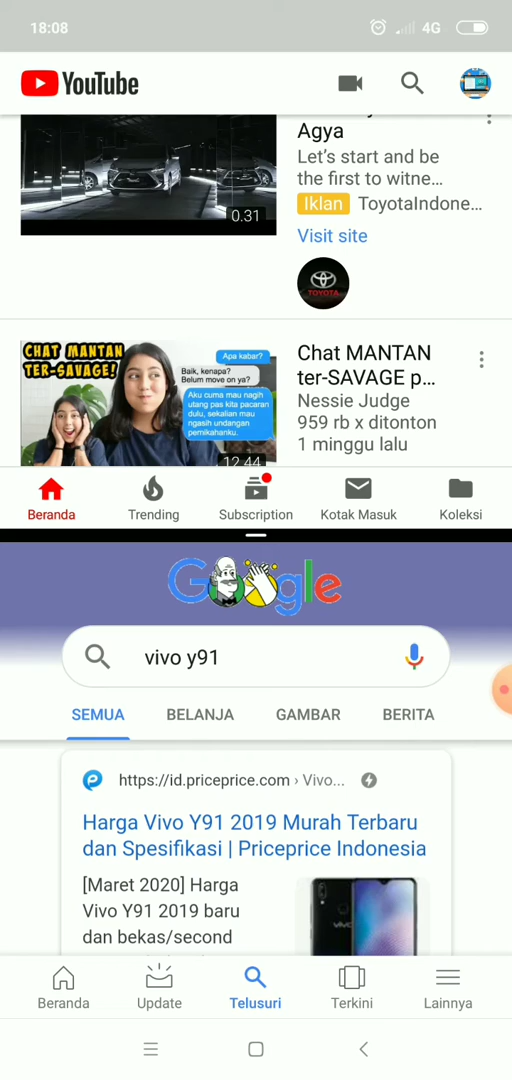 18:08
4G
YouTube
Agya
Let's start and be
the first to witne...
Iklan ToyotaIndone...
Visit site
0.31
TOYOTA
CHAT MANTAN
TER-SAVAGE!
Apa kabar?
Baik, kenapa?
Belum move on ya?
Aku cuma mau nagih
utang pas kita pacaran
dulu, sekalian mau
ngasih undangan
pernikahanku.
12.44
Chat MANTAN
ter-SAVAGE p...
Nessie Judge
959 rb x ditonton
1 minggu lalu
Beranda
Trending
Subscription
Kotak Masuk
Koleksi
Google
vivo y91
SEMUA
BELANJA
GAMBAR
BERITA
https://id.priceprice.com › Vivo...
Harga Vivo Y91 2019 Murah Terbaru
dan Spesifikasi | Priceprice Indonesia
[Maret 2020] Harga
Vivo Y91 2019 baru
dan bekas/second
vivo
Beranda
Update
Telusuri
Terkini
Lainnya